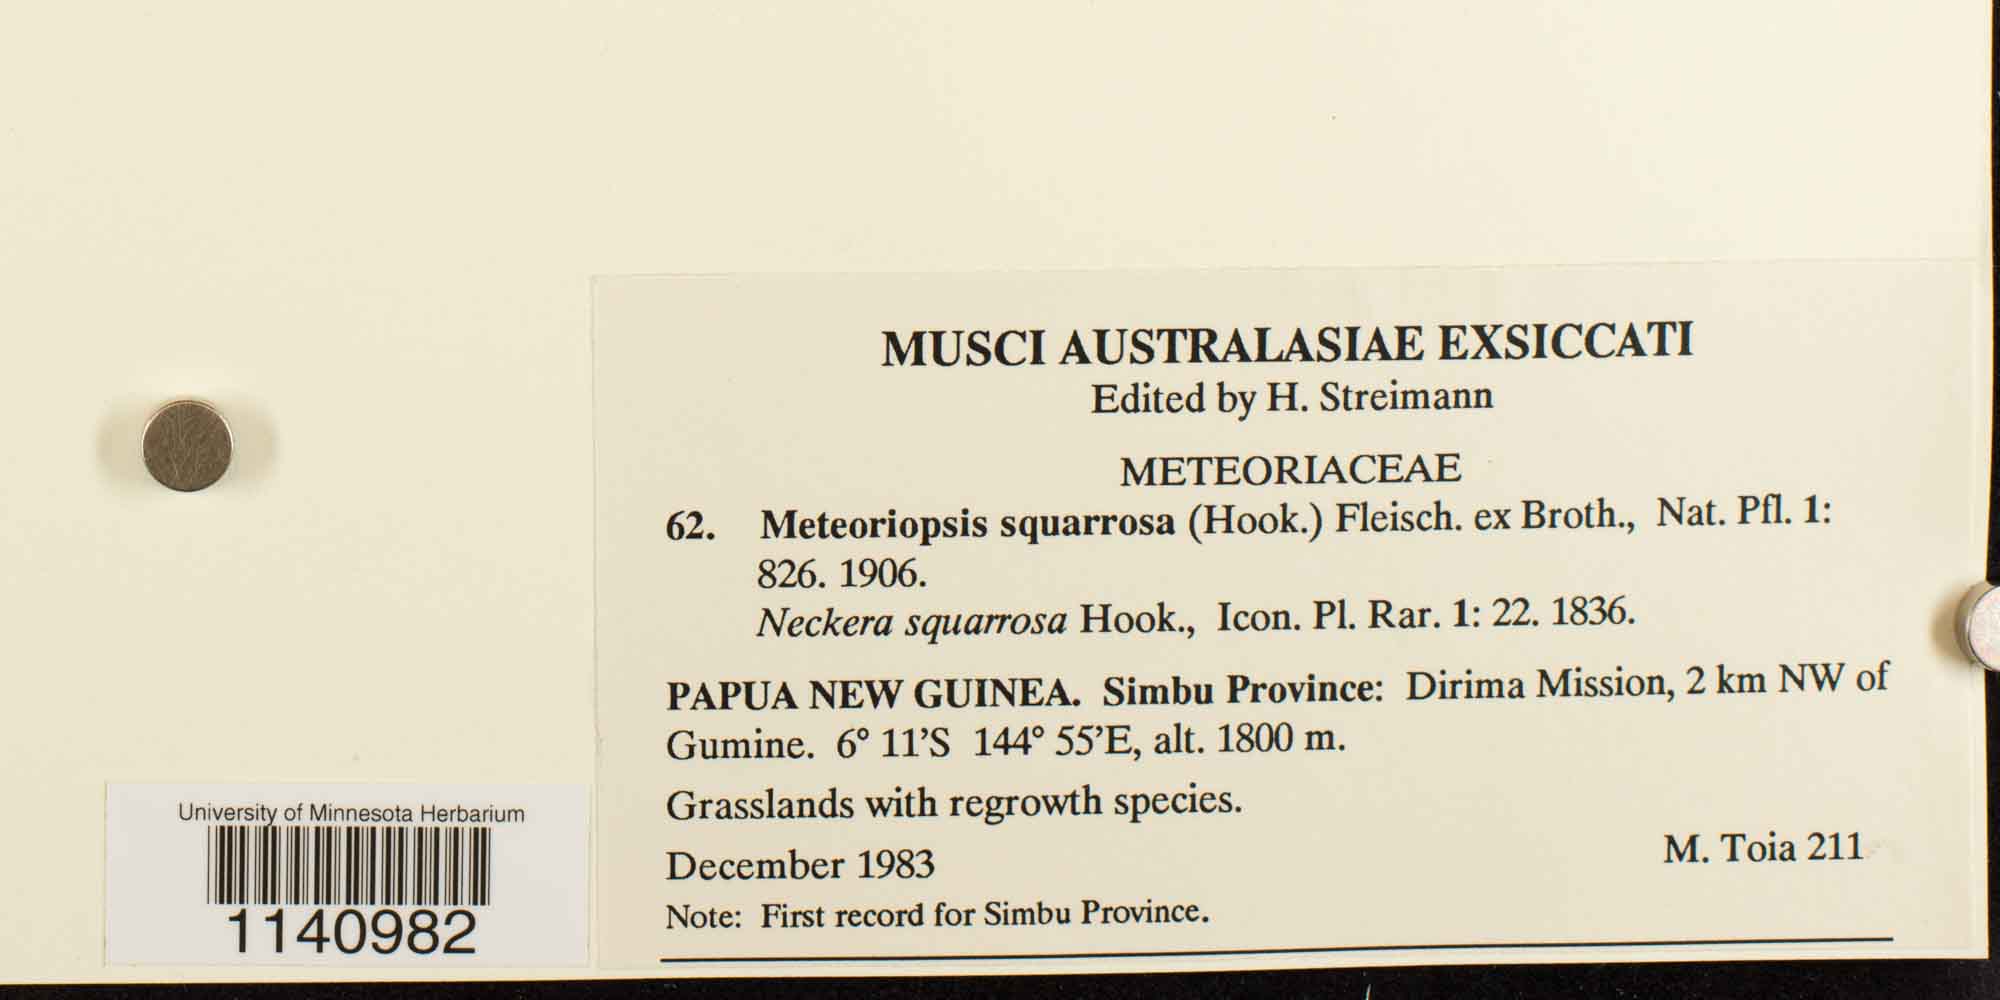 MUSCI AUSTRALASIAE EXSICCATI
Edited by H. Streimann
METEORIACEAE
62. Meteoriopsis squarrosa (Hook.) Fleisch. ex Broth., Nat. Pfl. 1:
826. 1906.
Neckera squarrosa Hook., Icon. Pl. Rar. 1: 22. 1836.
PAPUA NEW GUINEA. Simbu Province: Dirima Mission, 2 km NW of
Gumine. 6° 11'S 144° 55'E, alt. 1800 m.
Grasslands with regrowth species.
December 1983
M. Toia 211
Note: First record for Simbu Province.
University of Minnesota Herbarium
1140982